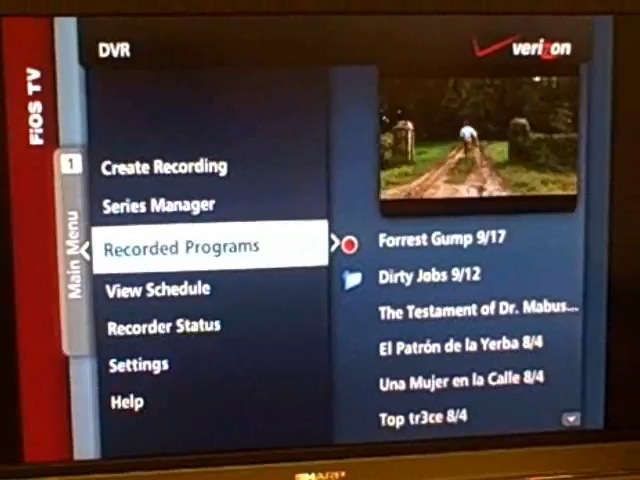 DVR
verizon
FiOS TV
1
Main Menu
Create Recording
Series Manager
Recorded Programs
View Schedule
Recorder Status
Settings
Help
Forrest Gump 9/17
Dirty Jobs 9/12
The Testament of Dr. Mabus...
El Patrón de la Yerba 8/4
Una Mujer en la Calle 8/4
Top tr3ce 8/4
SHARP